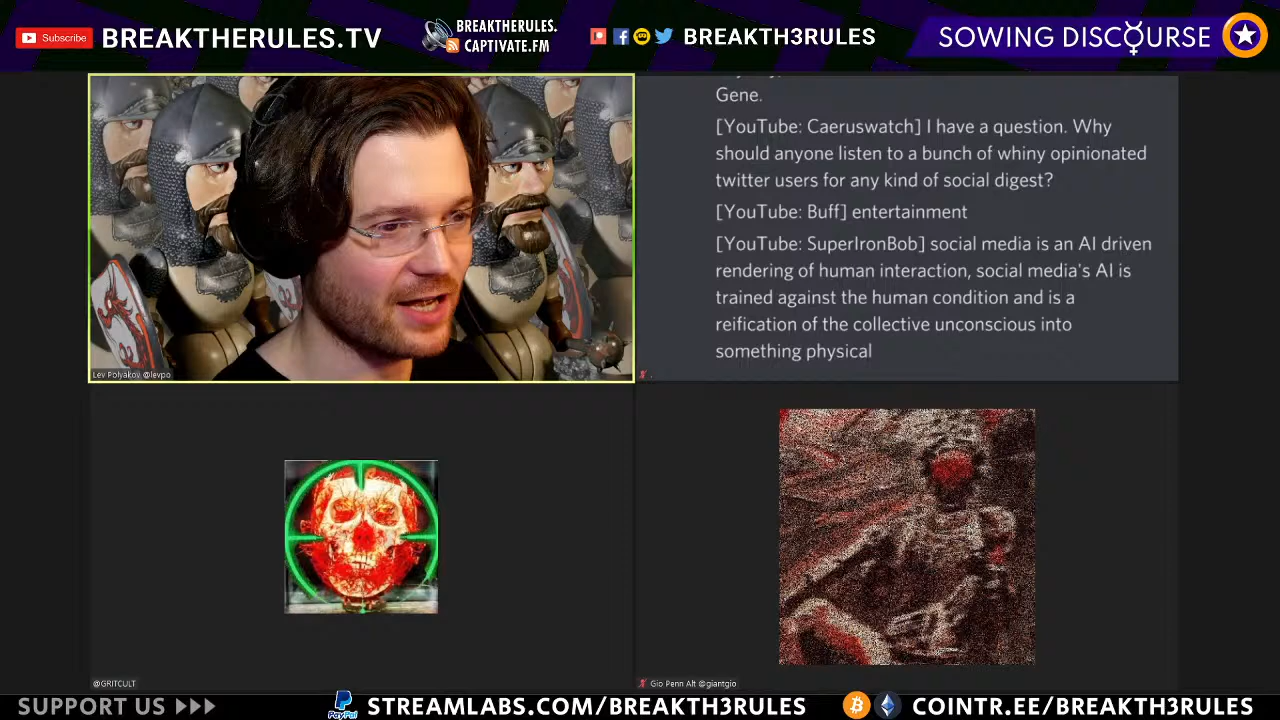 Subscribe
BREAKTHERULES.TV
BREAKTHERULES.
CAPTIVATE.FM
BREAKTH3RULES
SOWING DISCOURSE
Gene.
[YouTube: Caeruswatch] I have a question. Why
should anyone listen to a bunch of whiny opinionated
twitter users for any kind of social digest?
[YouTube: Buff] entertainment
[YouTube: SuperIronBob] social media is an AI driven
rendering of human interaction, social media's AI is
trained against the human condition and is a
reification of the collective unconscious into
something physical
Lev Polyakov @levpo
@GRITCULT
Gio Penn Alt @giantgio
SUPPORT US >>>
PayPal
STREAMLABS.COM/BREAKTH3RULES
COINTR.EE/BREAKTH3RULES